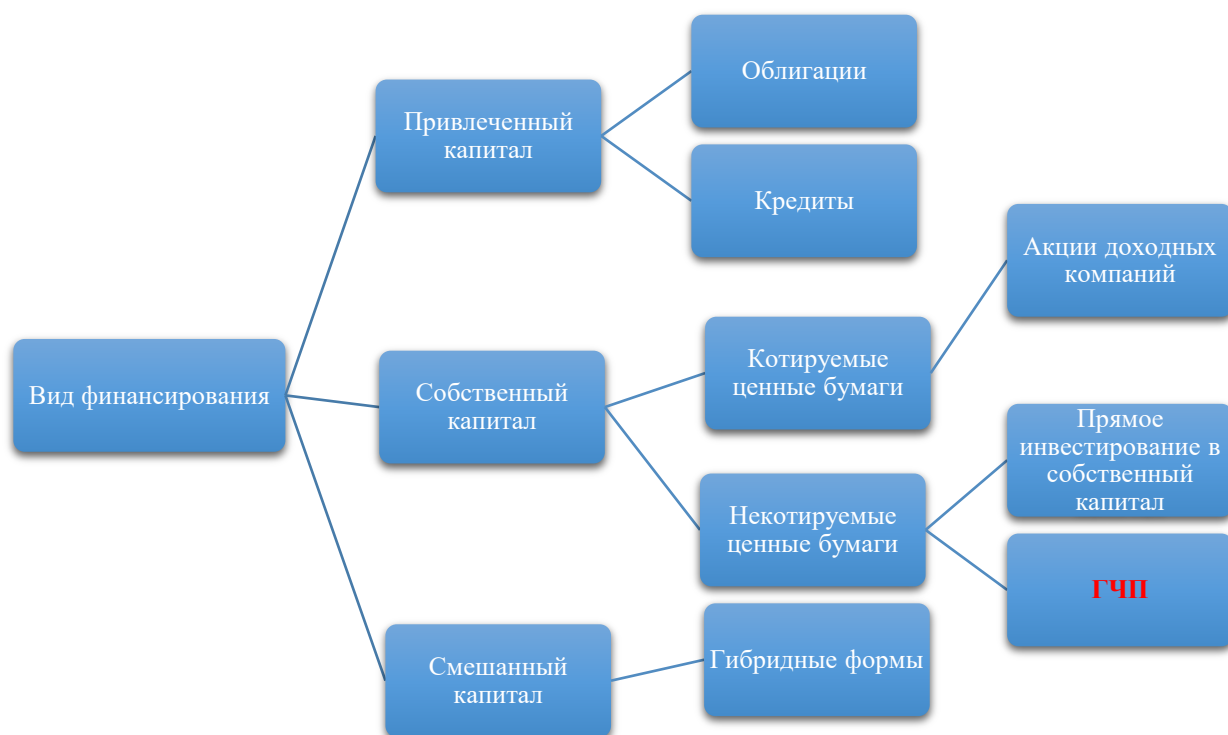 Вид финансирования
Привлеченный
капитал
Облигации
Кредиты
Собственный
капитал
Котируемые
ценные бумаги
Акции доходных
компаний
Некотируемые
ценные бумаги
Прямое
инвестирование в
собственный
капитал
ГЧП
Смешанный
капитал
Гибридные формы